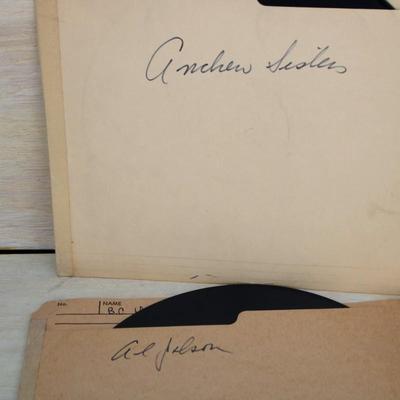 Andrew Sisters
No. NAME
B.C.
Al Jolson